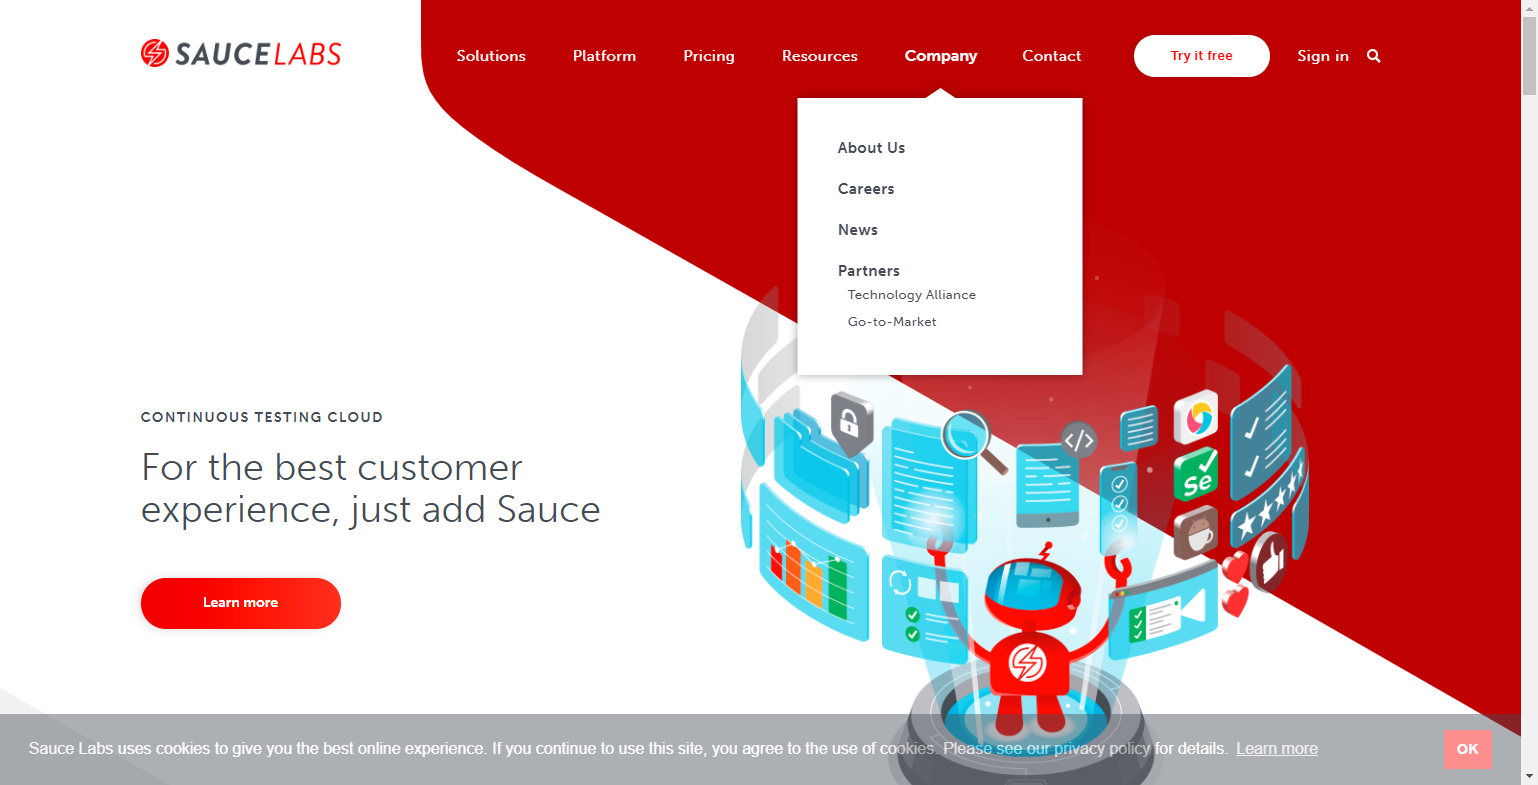 SAUCELABS
Solutions Platform Pricing Resources Company Contact Try it free Sign in
About Us
Careers
News
Partners
Technology Alliance
Go-to-Market
CONTINUOUS TESTING CLOUD
For the best customer
experience, just add Sauce
Learn more
</>
Se
Sauce Labs uses cookies to give you the best online experience. If you continue to use this site, you agree to the use of cookies. Please see our privacy policy for details. Learn more OK